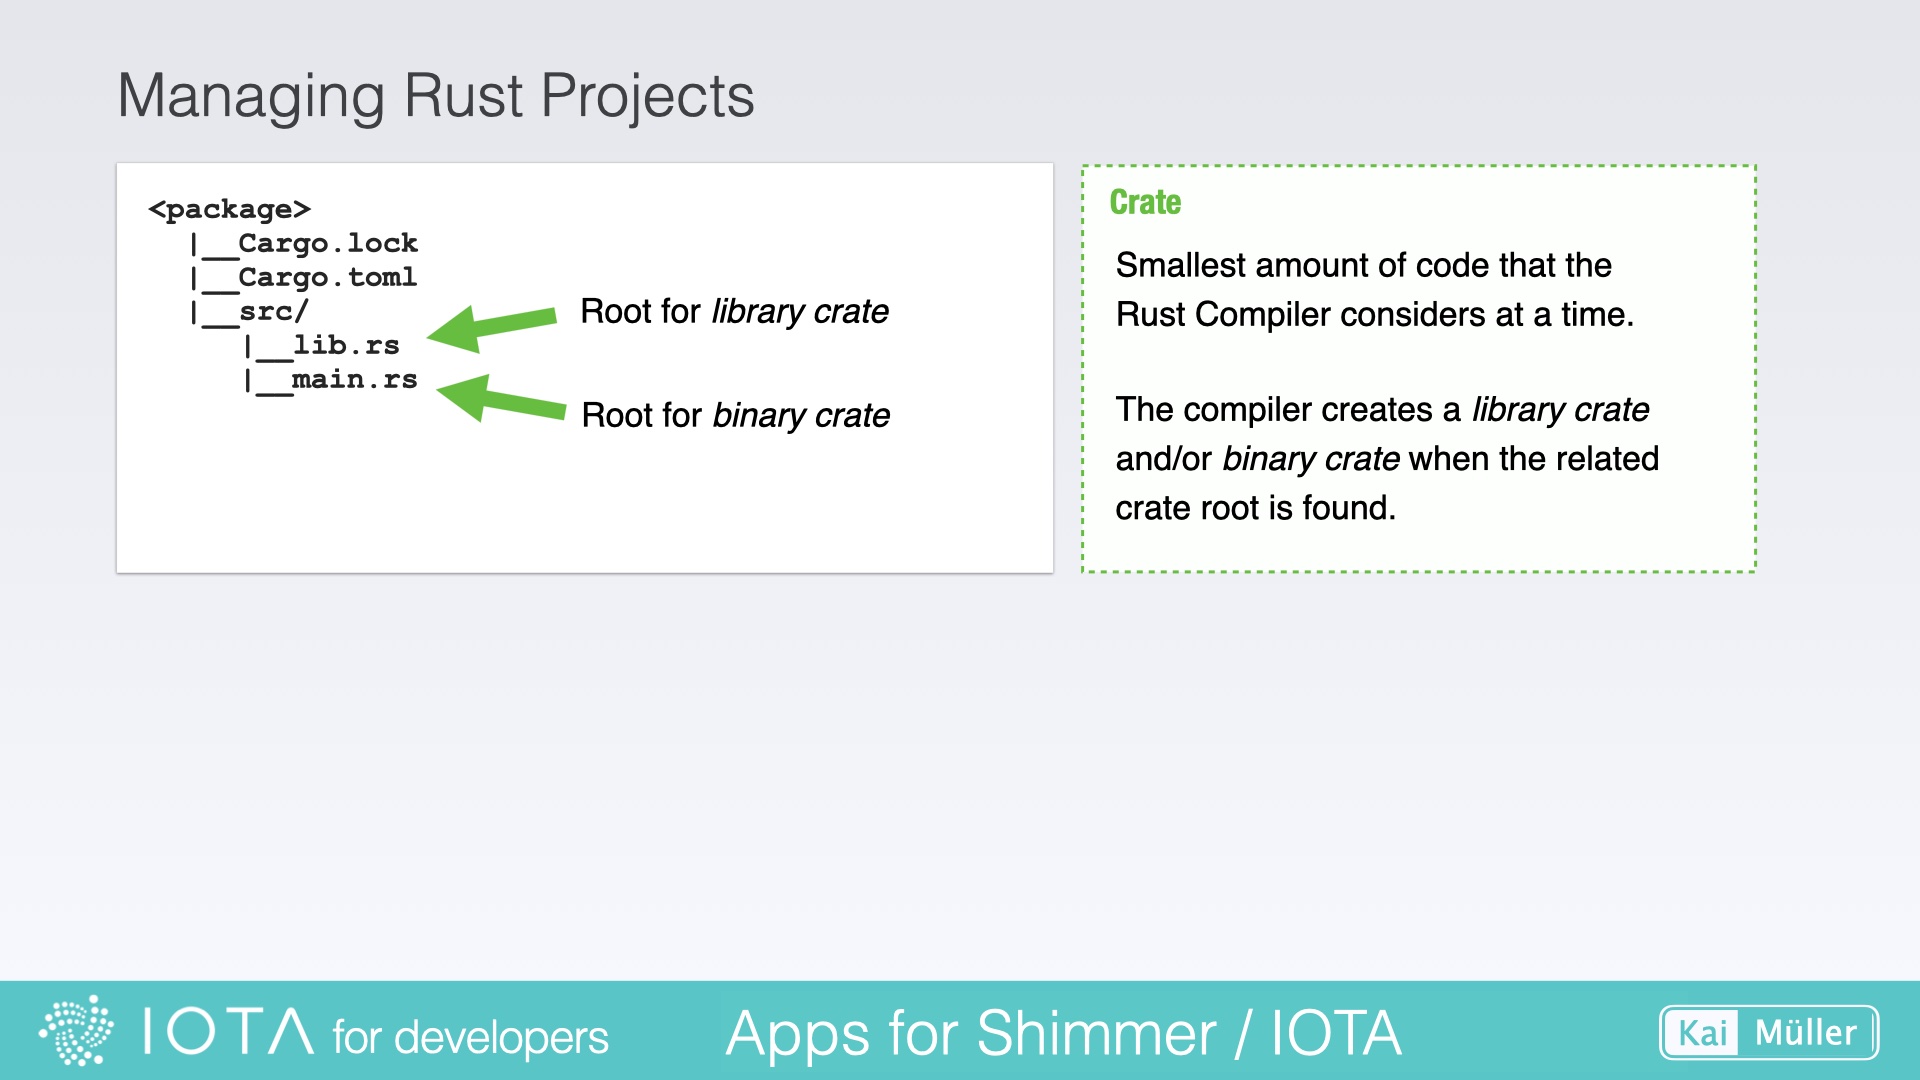 Managing Rust Projects
<package>
|__Cargo.lock
|__Cargo.toml
|__src/
|__lib.rs
|__main.rs
Root for library crate
Root for binary crate
Crate
Smallest amount of code that the
Rust Compiler considers at a time.
The compiler creates a library crate
and/or binary crate when the related
crate root is found.
IOTA for developers
Apps for Shimmer / IOTA
Kai Müller